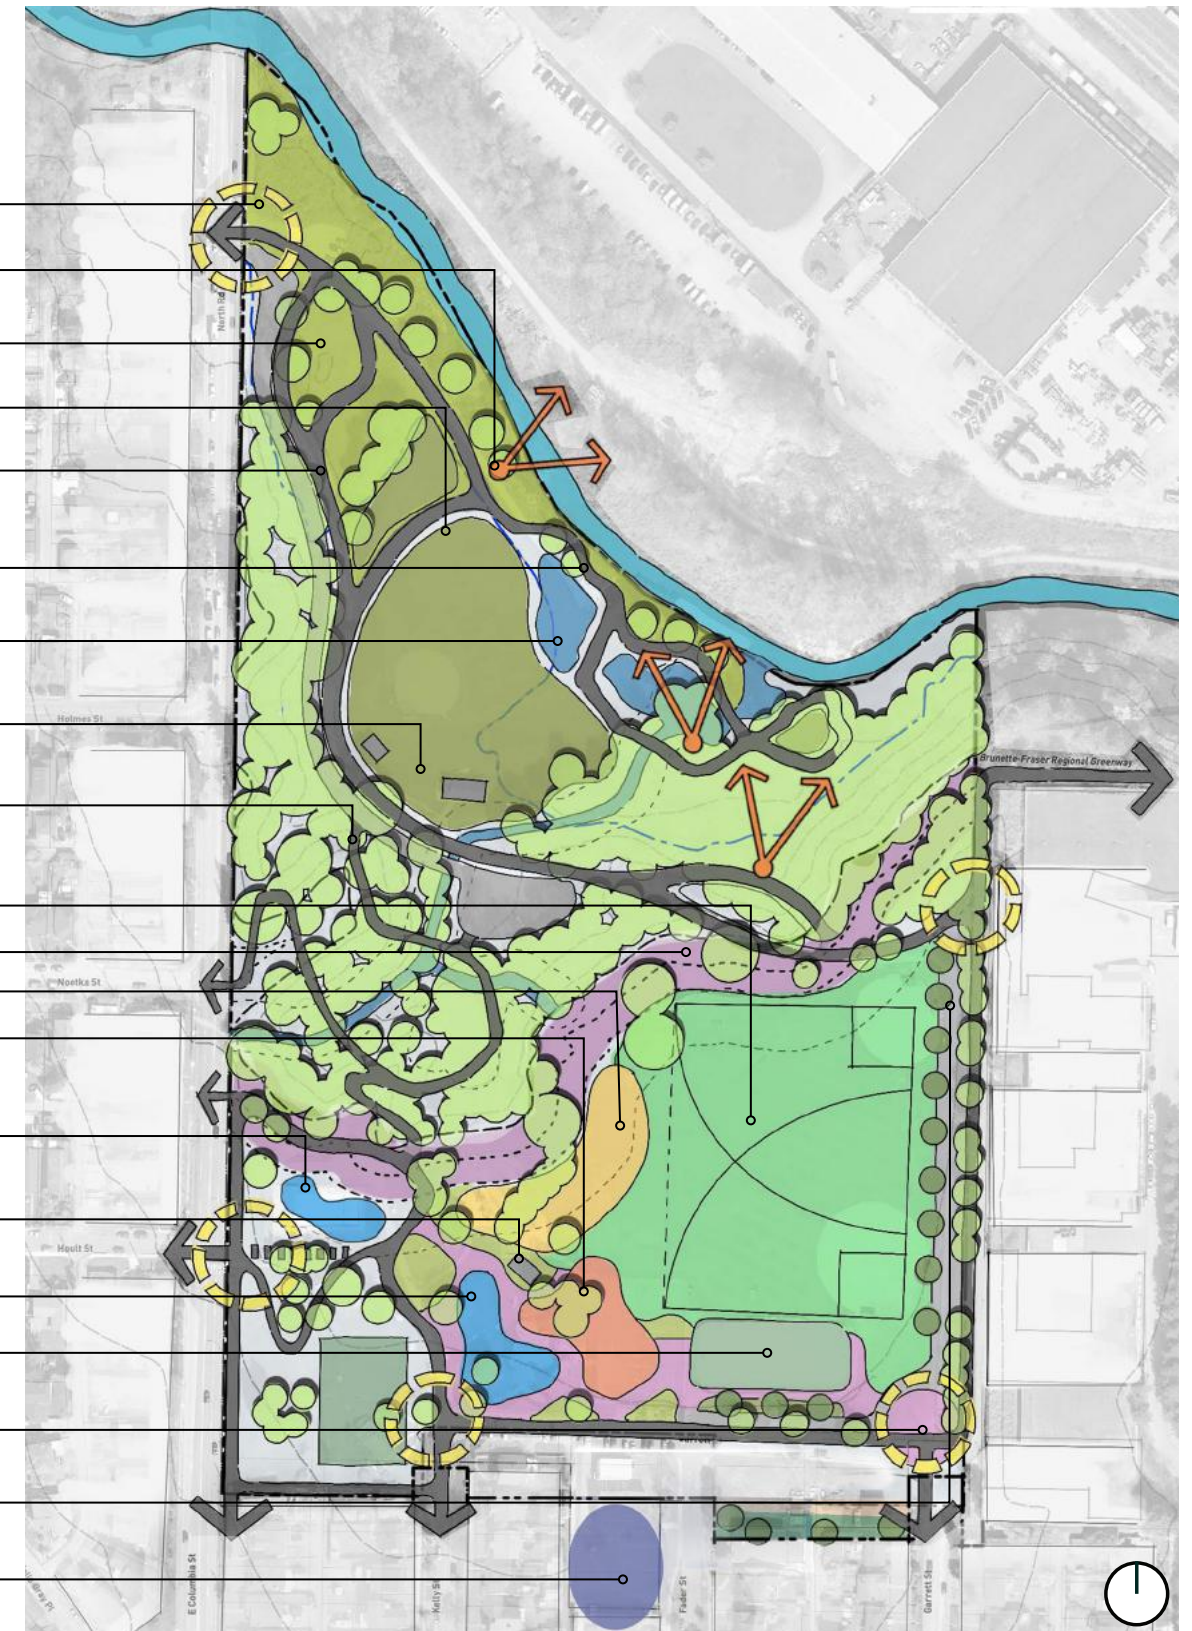 North Rd
Holmes St
Brunette-Fraser Regional Greenway
Nootka St
Hoult St
E Columbia St
Kelly St
Fader St
Garrett St